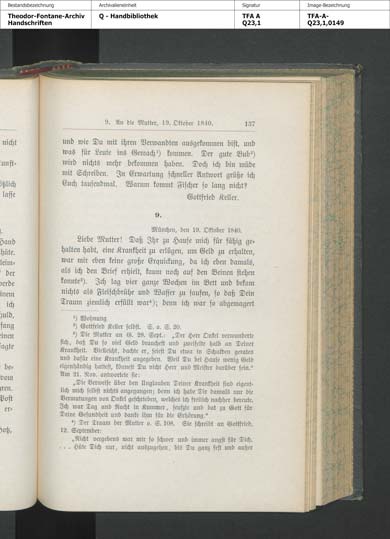 Bestandsbezeichnung
Archivalieneinheit
Signatur
Image-Bezeichnung
Theodor-Fontane-Archiv
Handschriften
Q - Handbibliothek
TFA A
Q23,1
TFA-A-
Q23,1,0149
9. An die Mutter, 19. Oktober 1840.
137
und wie Du mit ihren Verwandten ausgekommen bist, und
was für Leute ins Gemach¹) kommen. Der gute Bub²)
wird nichts mehr bekommen haben. Doch ich bin müde
mit Schreiben. In Erwartung schneller Antwort grüße ich
Euch tausendmal. Warum kommt Fischer so lang nicht?
Gottfried Keller.
9.
München, den 19. Oktober 1840.
Liebe Mutter! Daß Ihr zu Hause mich für fähig ge-
halten habt, eine Krankheit zu erlügen, um Geld zu erhalten,
war mir eben keine große Erquickung, da ich eben damals,
als ich den Brief erhielt, kaum noch auf den Beinen stehen
konnte³). Ich lag vier ganze Wochen im Bett und bekam
nichts als Fleischbrühe und Wasser zu saufen, so daß Dein
Traum ziemlich erfüllt war⁴); denn ich war so abgemagert
¹) Wohnung
²) Gottfried Keller selbst. S. o. S. 20.
³) Die Mutter an G. 28. Sept.: „Der Herr Onkel verwunderte
sich, daß Du so viel Geld brauchest und zweifelte halb an Deiner
Krankheit. Vielleicht, dachte er, seiest Du etwa in Schulden geraten
und dafür eine Krankheit angegeben. Weil Du bei Hause wenig Geld
eigenhändig hattest, könnest Du nicht Herr und Meister darüber sein.“
Am 21. Nov. antwortete sie:
„Die Verweise über den Unglauben Deiner Krankheit sind eigent-
lich mich selbst nichts angegangen; denn ich habe Dir damals nur die
Vermutungen von Onkel geschrieben, welches ich freilich nachher bereute.
Ich war Tag und Nacht in Kummer, seufzte und bat zu Gott für
Deine Gesundheit und danke ihm für die Erhörung.“
⁴) Der Traum der Mutter o. S. 108. Sie schreibt an Gottfried,
12. September:
„Nicht vergebens war mir so schwer und immer angst für Dich.
. . . Hüte Dich nur, nicht auszugehen, bis Du ganz fest und außer